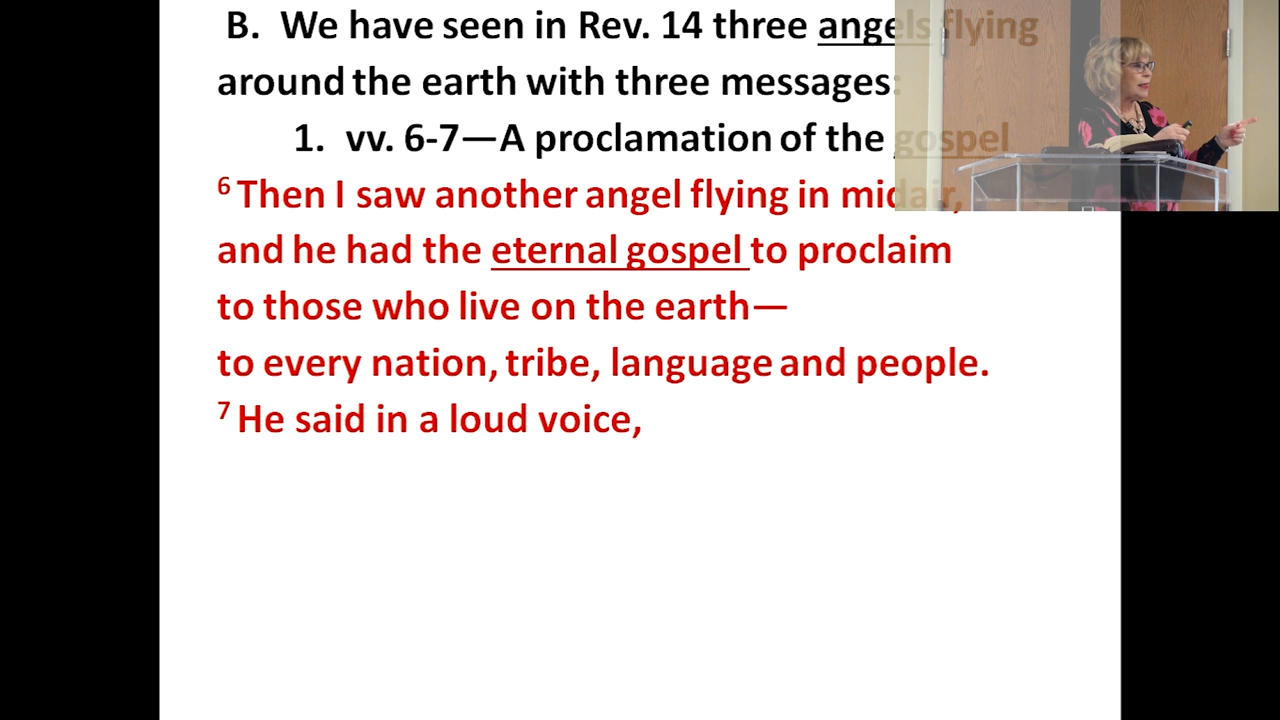 B. We have seen in Rev. 14 three angels flying
around the earth with three messages:
1. vv. 6-7—A proclamation of the gospel
6 Then I saw another angel flying in midair,
and he had the eternal gospel to proclaim
to those who live on the earth—
to every nation, tribe, language and people.
7 He said in a loud voice,